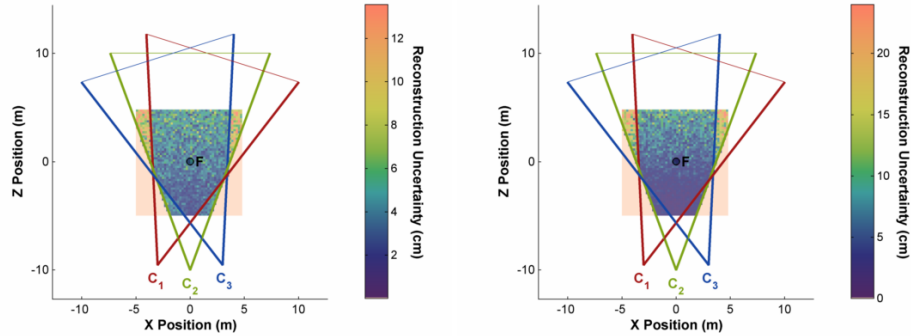 12
10
8
6
4
2
Reconstruction Uncertainty (cm)
10
0
-10
Z Position (m)
F
C1
C2
C3
-10
-5
0
5
10
X Position (m)
20
15
10
5
0
Reconstruction Uncertainty (cm)
10
0
-10
Z Position (m)
F
C1
C2
C3
-10
-5
0
5
10
X Position (m)